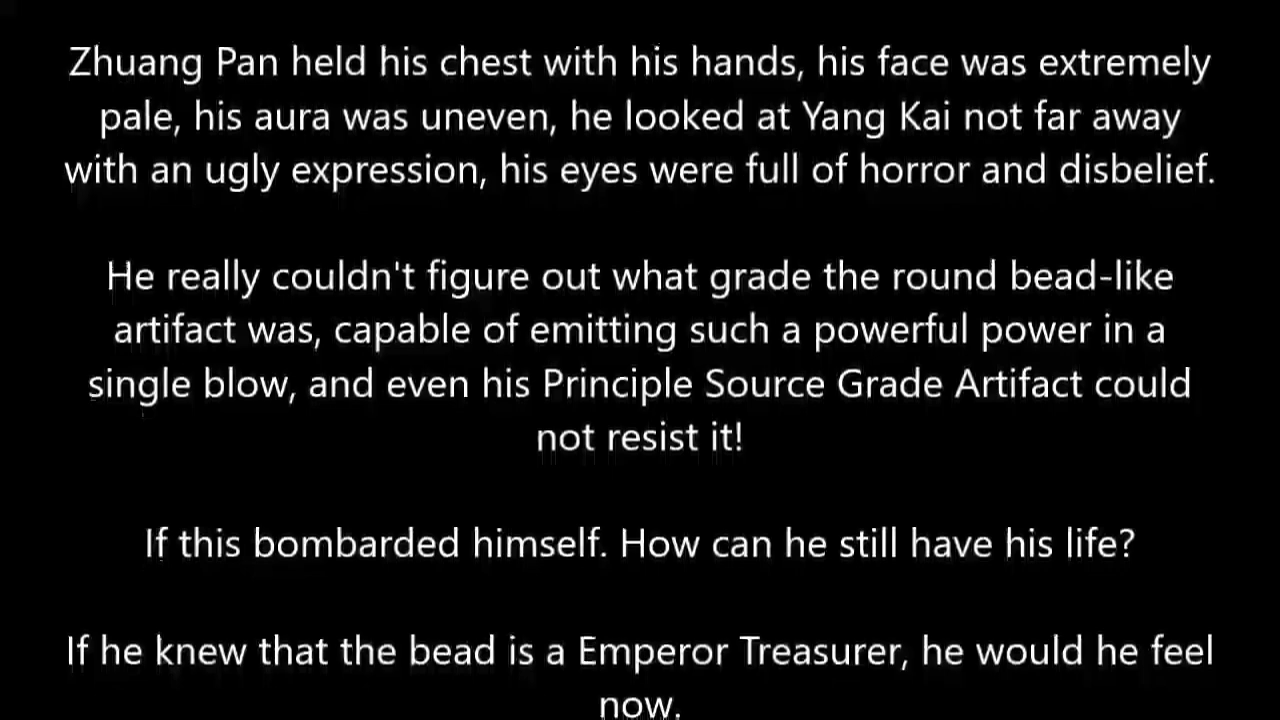 Zhuang Pan held his chest with his hands, his face was extremely
pale, his aura was uneven, he looked at Yang Kai not far away
with an ugly expression, his eyes were full of horror and disbelief.
He really couldn't figure out what grade the round bead-like
artifact was, capable of emitting such a powerful power in a
single blow, and even his Principle Source Grade Artifact could
not resist it!
If this bombarded himself. How can he still have his life?
If he knew that the bead is a Emperor Treasurer, he would he feel
now.